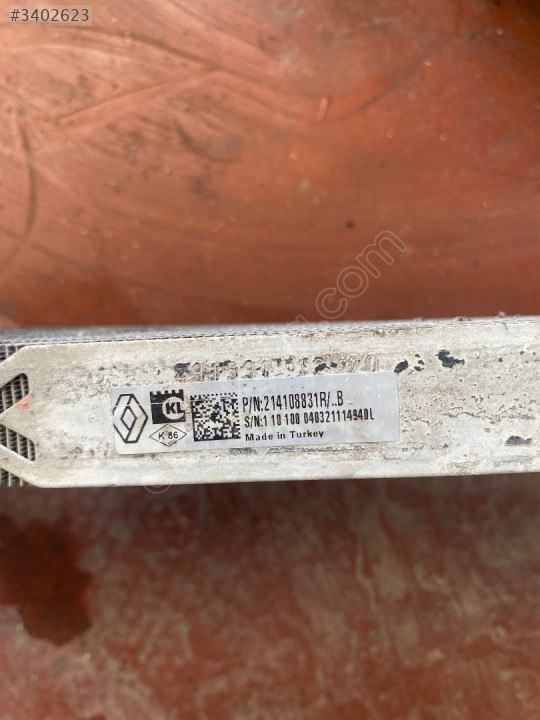 #3402623
KL
K 86
P/N:214108831R/..B
S/N:1 10 100 040321114940L
Made in Turkey